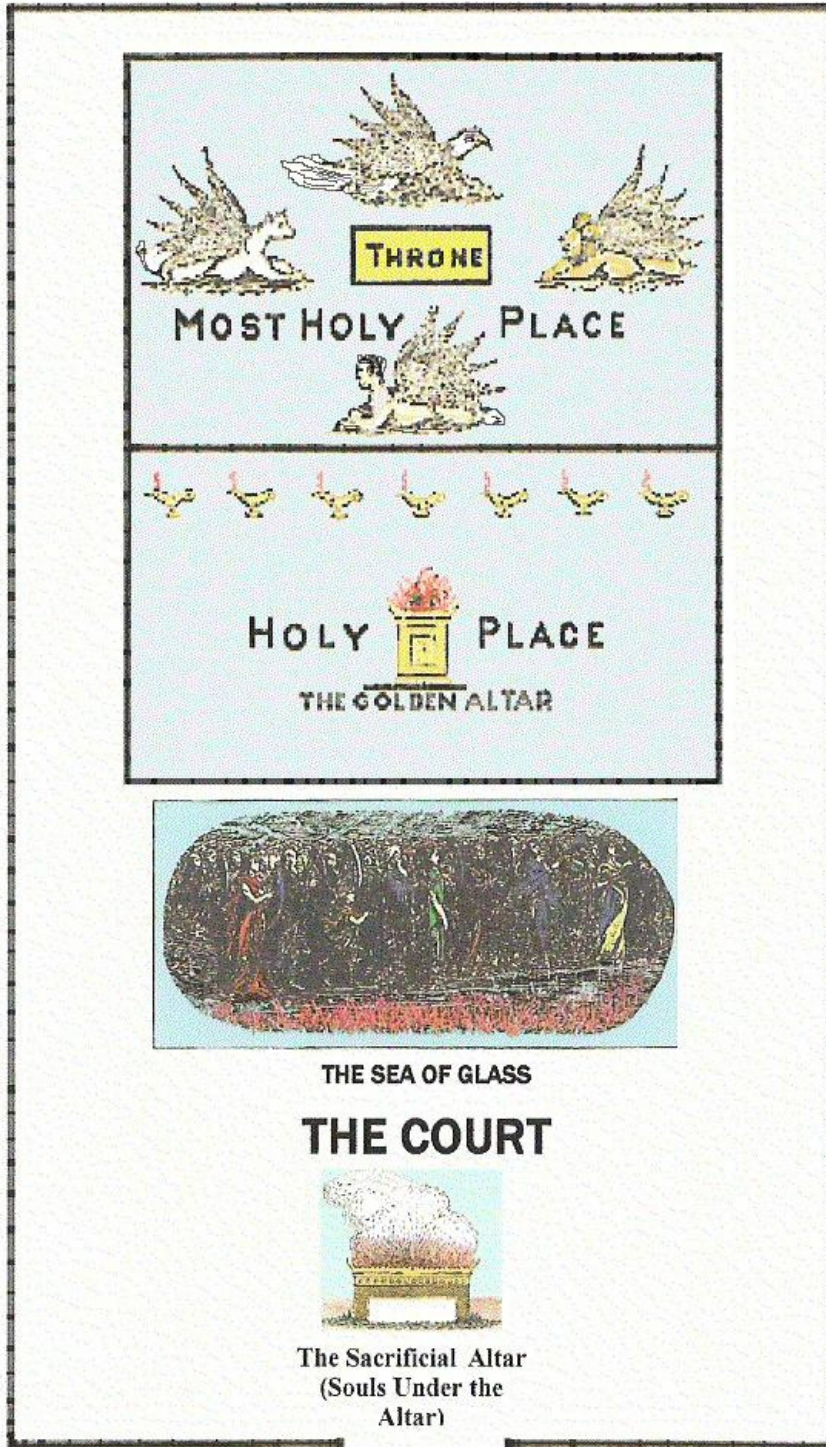 THRONE
MOST HOLY PLACE
HOLY PLACE
THE GOLDEN ALTAR
THE SEA OF GLASS
THE COURT
The Sacrificial Altar
(Souls Under the
Altar)